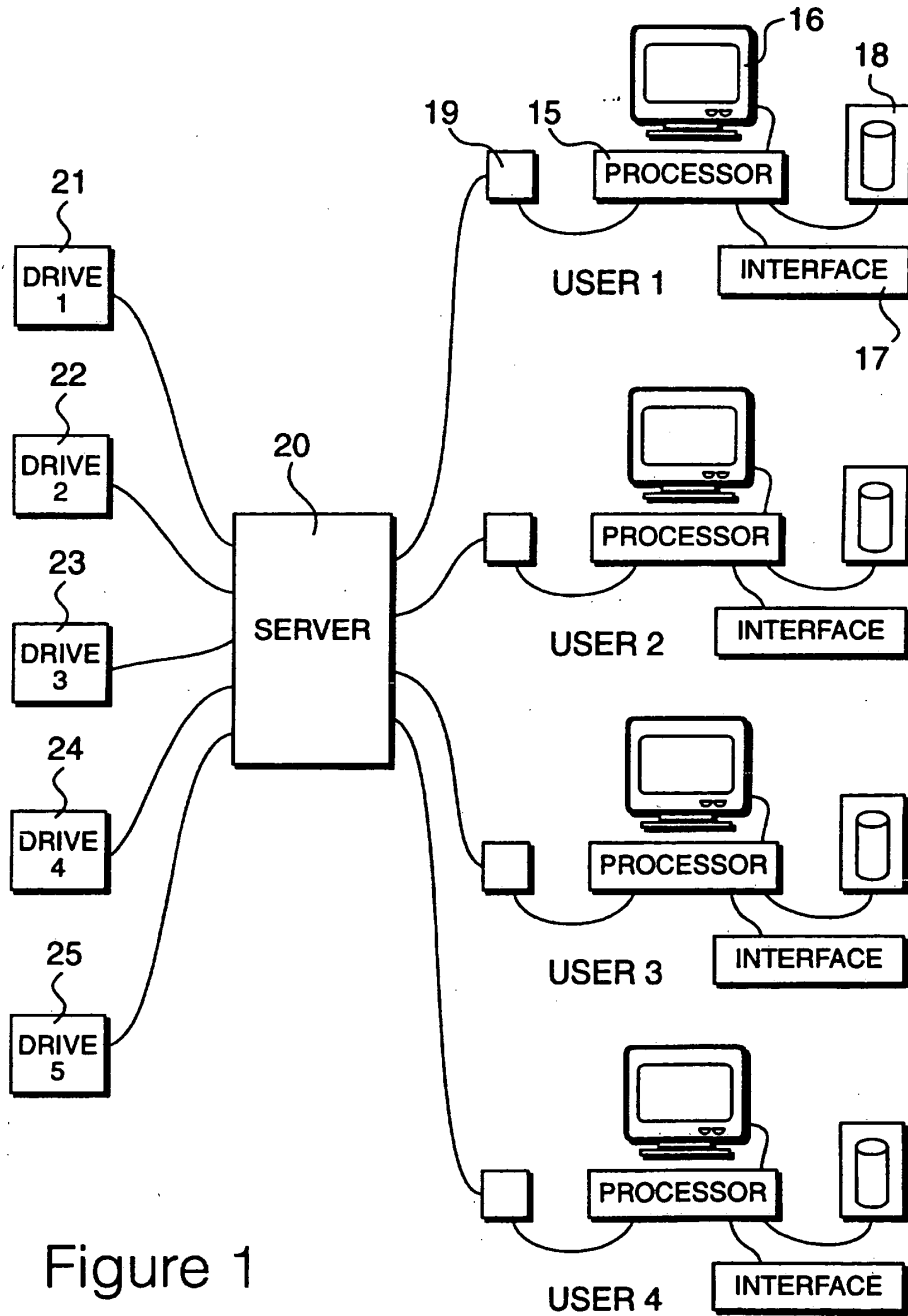 16
18
19
15
PROCESSOR
21
INTERFACE
USER 1
DRIVE
1
17
22
DRIVE
2
20
PROCESSOR
23
SERVER
INTERFACE
USER 2
DRIVE
3
24
DRIVE
4
PROCESSOR
25
INTERFACE
USER 3
DRIVE
5
PROCESSOR
Figure 1
INTERFACE
USER 4